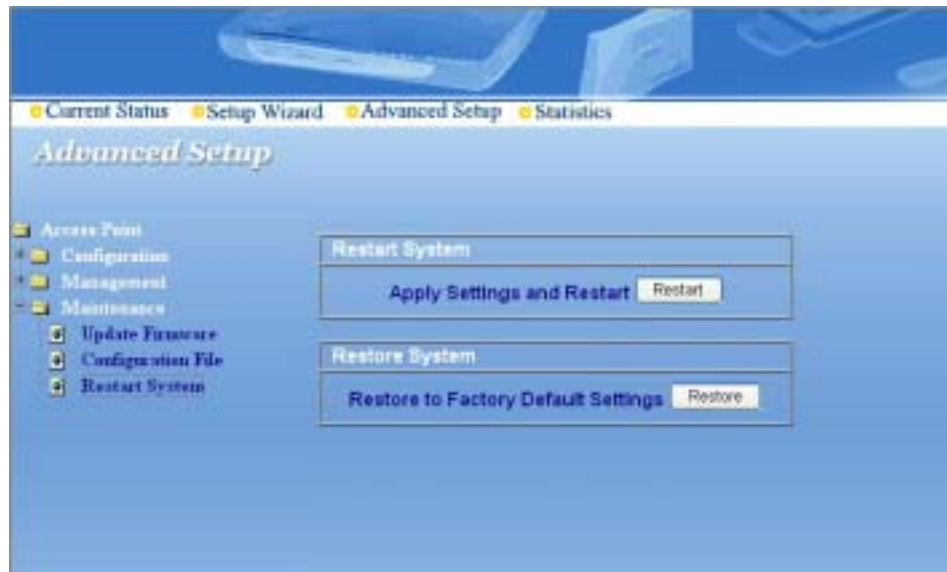 Current Status Setup Wizard Advanced Setup Statistics
Advanced Setup
Access Point
Configuration
Management
Maintenance
Update Firmware
Configuration File
Restart System
Restart System
Apply Settings and Restart Restart
Restore System
Restore to Factory Default Settings Restore